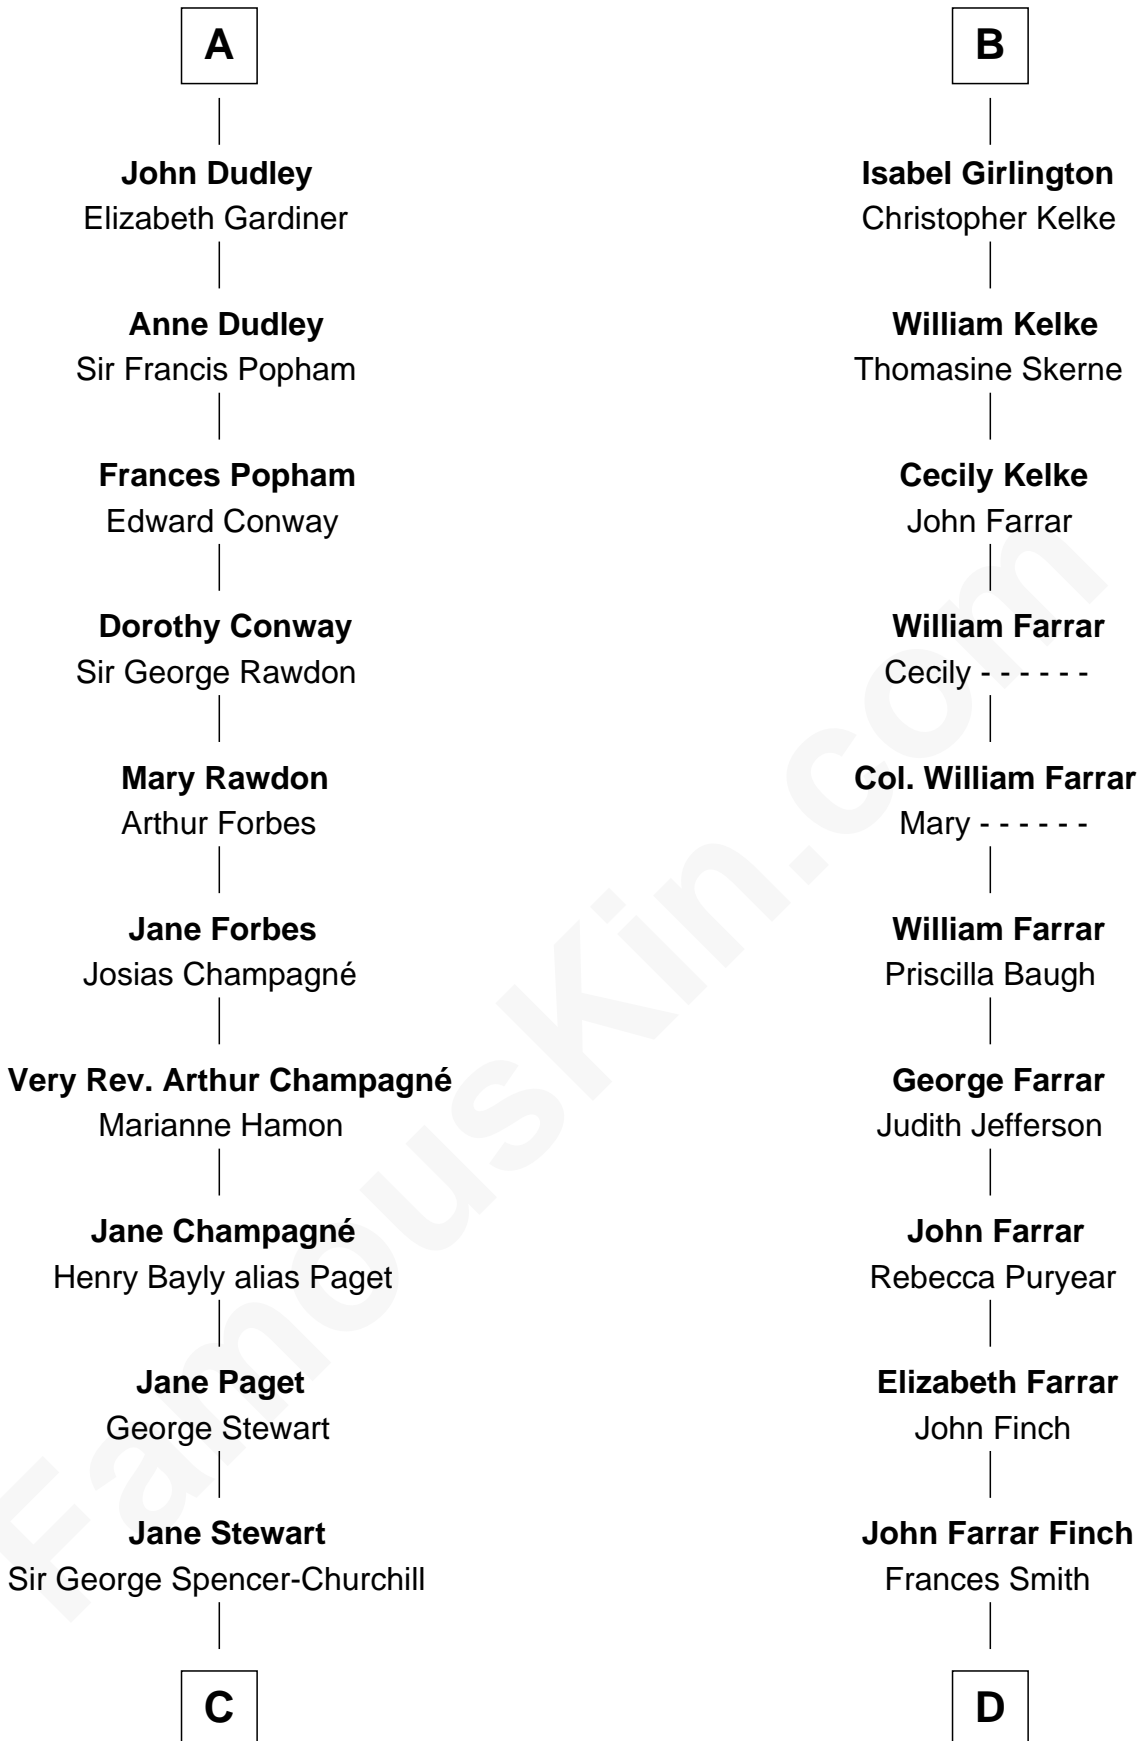 A
John Dudley
Elizabeth Gardiner
Anne Dudley
Sir Francis Popham
Frances Popham
Edward Conway
Dorothy Conway
Sir George Rawdon
Mary Rawdon
Arthur Forbes
Jane Forbes
Josias Champagné
Very Rev. Arthur Champagné
Marianne Hamon
Jane Champagné
Henry Bayly alias Paget
Jane Paget
George Stewart
Jane Stewart
Sir George Spencer-Churchill
C
B
Isabel Girlington
Christopher Kelke
William Kelke
Thomasine Skerne
Cecily Kelke
John Farrar
William Farrar
Cecily - - - - - -
Col. William Farrar
Mary - - - - - -
William Farrar
Priscilla Baugh
George Farrar
Judith Jefferson
John Farrar
Rebecca Puryear
Elizabeth Farrar
John Finch
John Farrar Finch
Frances Smith
D
FamousKin.com